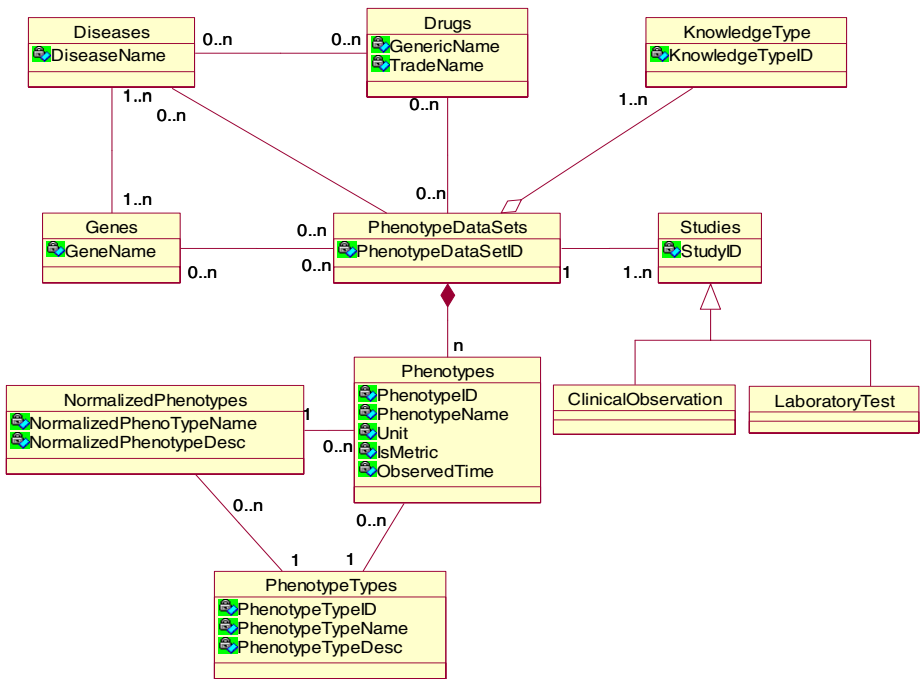 Diseases
DiseaseName
0..n
0..n
Drugs
GenericName
TradeName
KnowledgeType
KnowledgeTypeID
1..n
0..n
0..n
1..n
1..n
0..n
Genes
GeneName
0..n
0..n
0..n
PhenotypeDataSets
PhenotypeDataSetID
1
1..n
Studies
StudyID
n
Phenotypes
PhenotypeID
PhenotypeName
Unit
IsMetric
ObservedTime
ClinicalObservation
LaboratoryTest
NormalizedPhenotypes
NormalizedPhenoTypeName
NormalizedPhenotypeDesc
1
0..n
0..n
0..n
1
1
PhenotypeTypes
PhenotypeTypeID
PhenotypeTypeName
PhenotypeTypeDesc